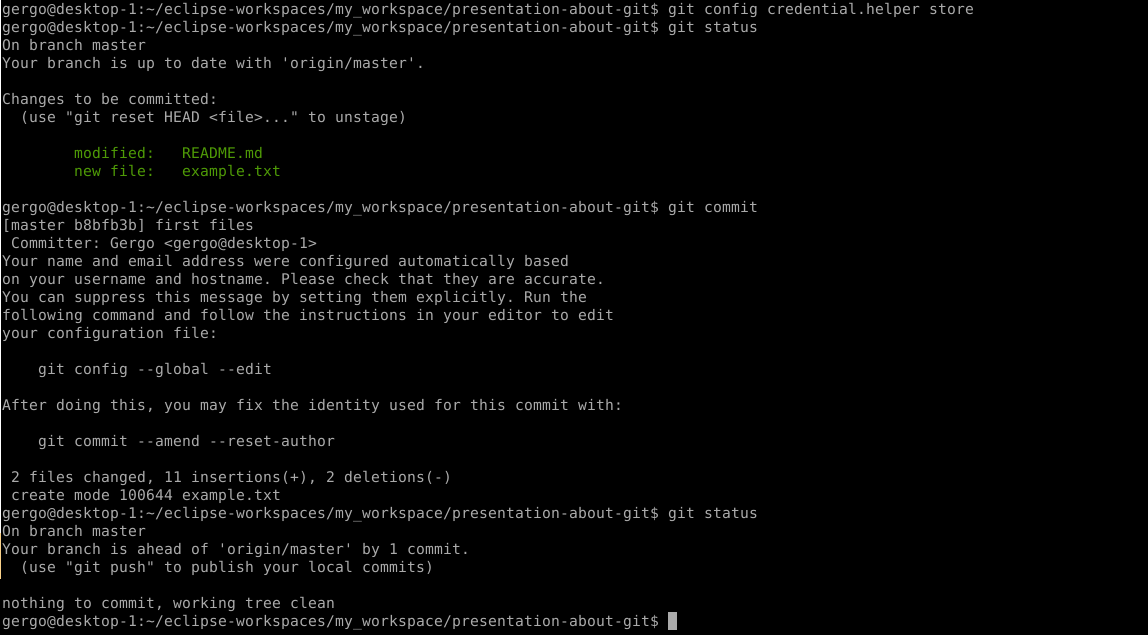 gergo@desktop-1:~/eclipse-workspaces/my_workspace/presentation-about-git$ git config credential.helper store
gergo@desktop-1:~/eclipse-workspaces/my_workspace/presentation-about-git$ git status
On branch master
Your branch is up to date with 'origin/master'.

Changes to be committed:
  (use "git reset HEAD <file>..." to unstage)

        modified:   README.md
        new file:   example.txt

gergo@desktop-1:~/eclipse-workspaces/my_workspace/presentation-about-git$ git commit
[master b8bfb3b] first files
 Committer: Gergo <gergo@desktop-1>
Your name and email address were configured automatically based
on your username and hostname. Please check that they are accurate.
You can suppress this message by setting them explicitly. Run the
following command and follow the instructions in your editor to edit
your configuration file:

    git config --global --edit

After doing this, you may fix the identity used for this commit with:

    git commit --amend --reset-author

 2 files changed, 11 insertions(+), 2 deletions(-)
 create mode 100644 example.txt
gergo@desktop-1:~/eclipse-workspaces/my_workspace/presentation-about-git$ git status
On branch master
Your branch is ahead of 'origin/master' by 1 commit.
  (use "git push" to publish your local commits)

nothing to commit, working tree clean
gergo@desktop-1:~/eclipse-workspaces/my_workspace/presentation-about-git$